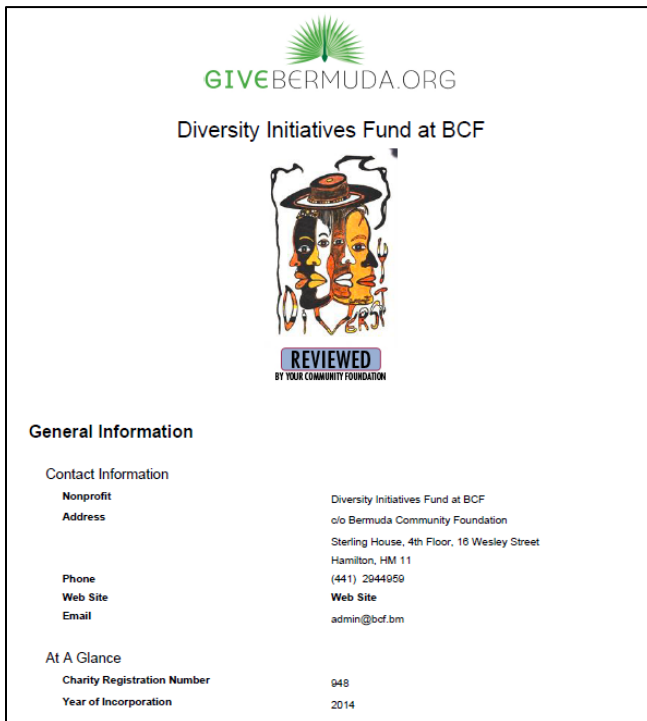 GIVEBERMUDA.ORG
Diversity Initiatives Fund at BCF
DIVERSITY
REVIEWED
BY YOUR COMMUNITY FOUNDATION
General Information
Contact Information
Nonprofit Diversity Initiatives Fund at BCF
Address c/o Bermuda Community Foundation
Sterling House, 4th Floor, 16 Wesley Street
Hamilton, HM 11
Phone (441) 2944959
Web Site Web Site
Email admin@bcf.bm
At A Glance
Charity Registration Number 948
Year of Incorporation 2014